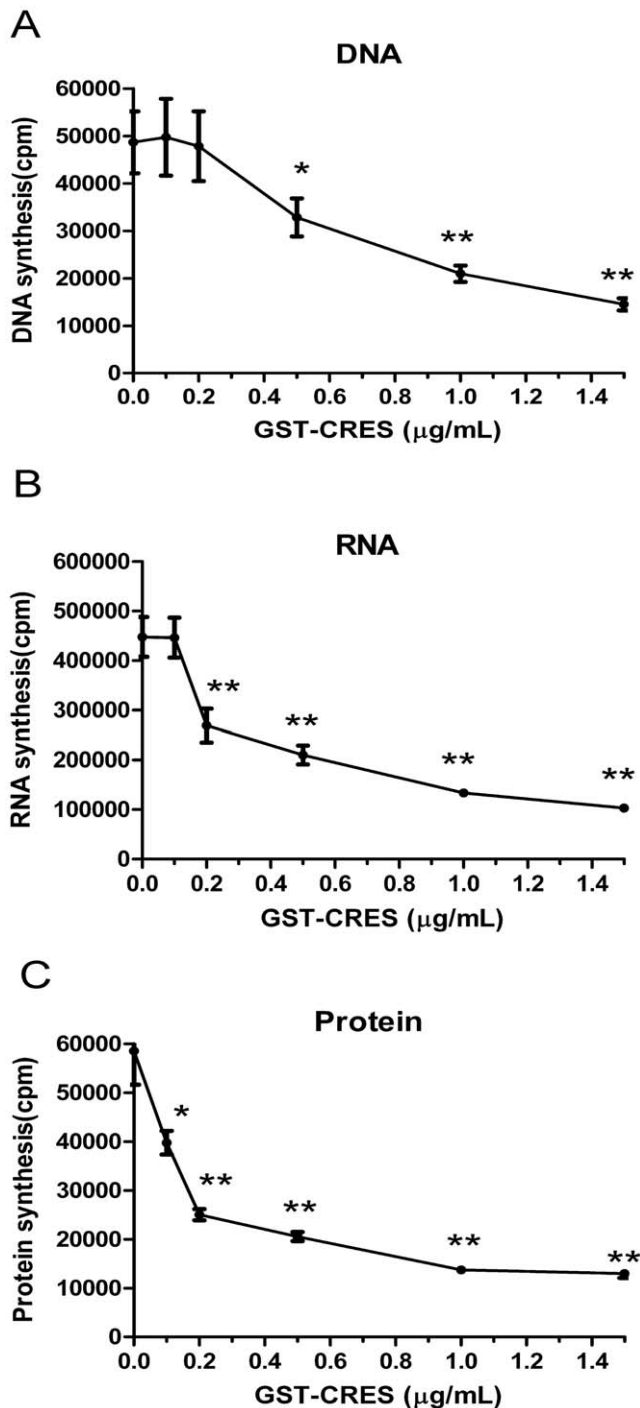 A
DNA
60000
50000
40000
30000
20000
10000
0
DNA synthesis(cpm)
*
**
**
0.0 0.2 0.4 0.6 0.8 1.0 1.2 1.4
GST-CRES (μg/mL)
B
RNA
600000
500000
400000
300000
200000
100000
0
RNA synthesis(cpm)
**
**
**
**
0.0 0.2 0.4 0.6 0.8 1.0 1.2 1.4
GST-CRES (μg/mL)
C
Protein
60000
50000
40000
30000
20000
10000
0
Protein synthesis(cpm)
*
**
**
**
**
0.0 0.2 0.4 0.6 0.8 1.0 1.2 1.4
GST-CRES (μg/mL)